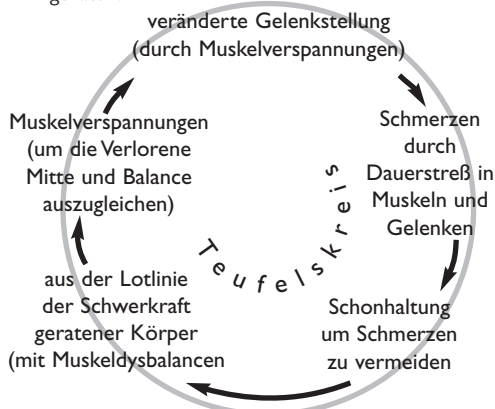 veränderte Gelenkstellung
(durch Muskelverspannungen)
Schmerzen
durch
Dauerstreß in
Muskeln und
Gelenken
Schonhaltung
um Schmerzen
zu vermeiden
aus der Lotlinie
der Schwerkraft
geratener Körper
(mit Muskeldysbalancen
Muskelverspannungen
(um die Verlorene
Mitte und Balance
auszugleichen)
Teufelskreis